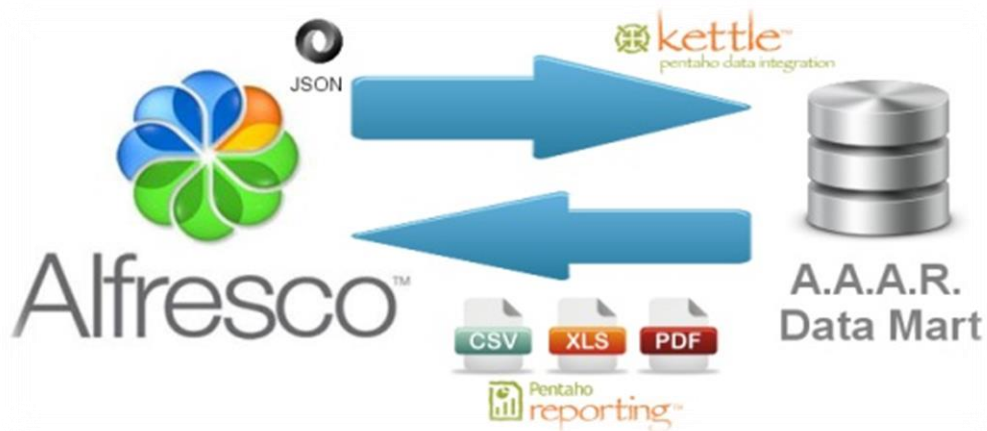 JSON
kettle™
pentaho data integration
Alfresco™
CSV XLS PDF
Pentaho
reporting™
A.A.A.R.
Data Mart